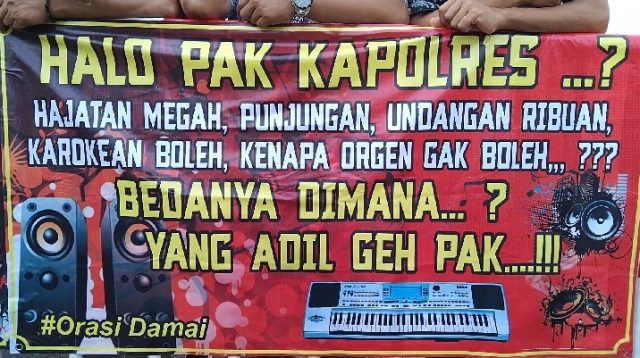 HALO PAK KAPOLRES ...?
HAJATAN MEGAH, PUNJUNGAN, UNDANGAN RIBUAN,
KAROKEAN BOLEH, KENAPA ORGEN GAK BOLEH,,, ???
BEDANYA DIMANA... ?
YANG ADIL GEH PAK....!!!
#Orasi Damai